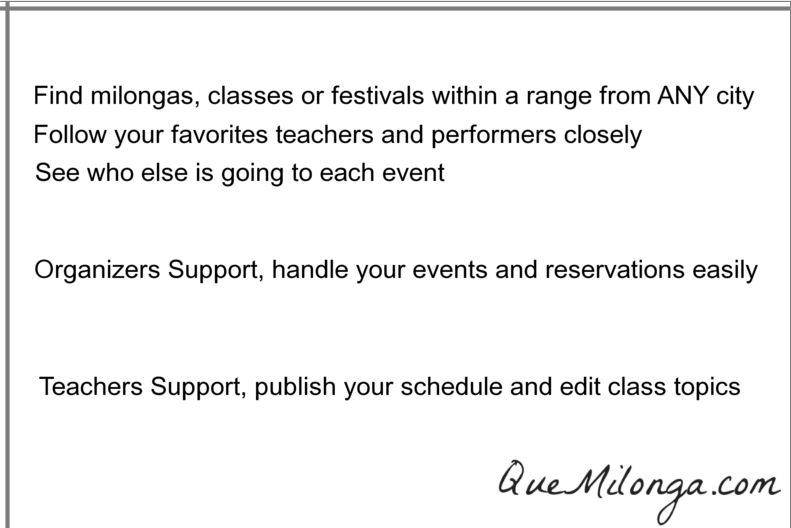 Find milongas, classes or festivals within a range from ANY city
Follow your favorites teachers and performers closely
See who else is going to each event
Organizers Support, handle your events and reservations easily
Teachers Support, publish your schedule and edit class topics
QueMilonga.com